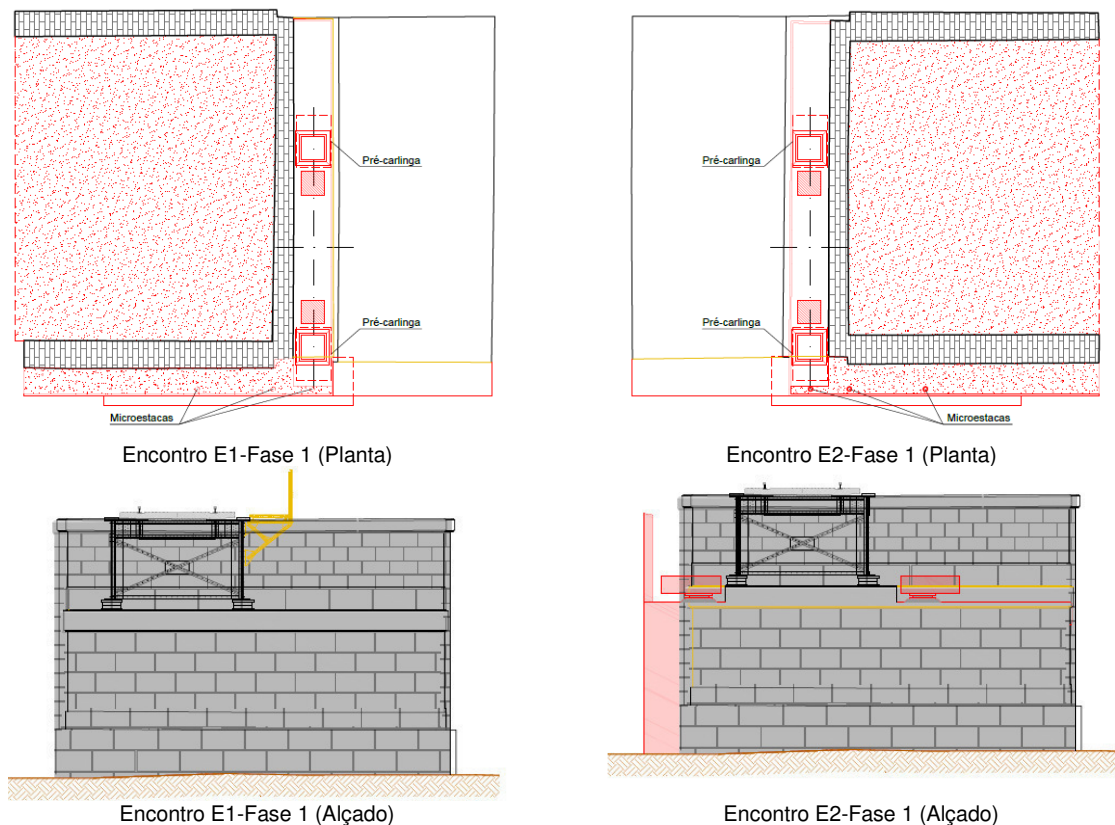 Pré-carlinga
Pré-carlinga
Microestacas
Encontro E1-Fase 1 (Planta)
Pré-carlinga
Pré-carlinga
Microestacas
Encontro E2-Fase 1 (Planta)
Encontro E1-Fase 1 (Alçado)
Encontro E2-Fase 1 (Alçado)